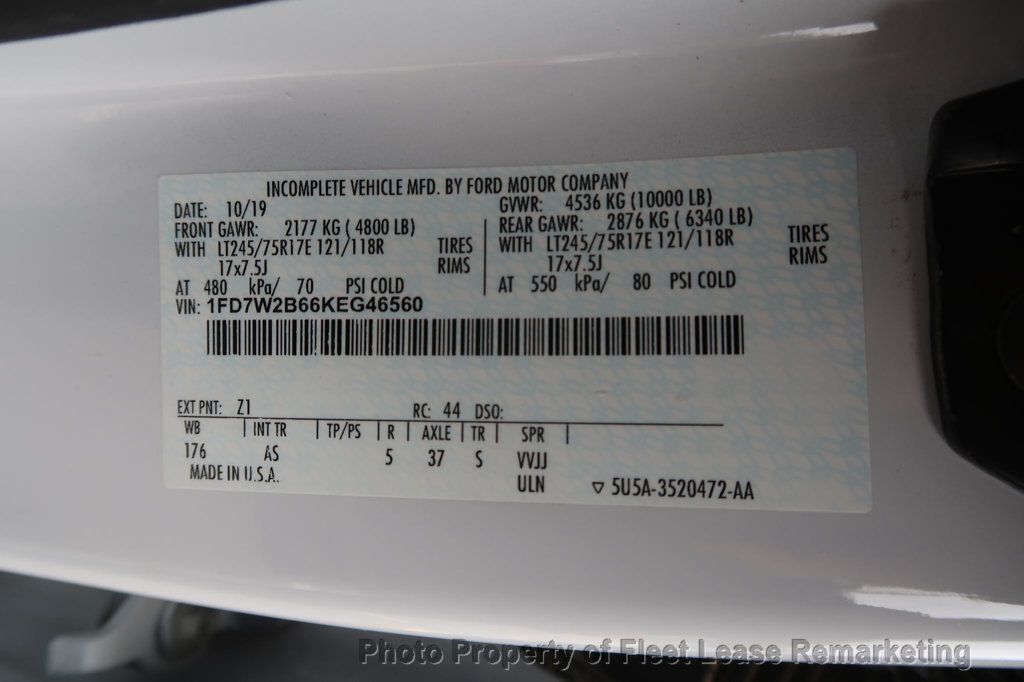 INCOMPLETE VEHICLE MFD. BY FORD MOTOR COMPANY
DATE: 10/19 GVWR: 4536 KG (10000 LB)
FRONT GAWR: 2177 KG ( 4800 LB) REAR GAWR: 2876 KG ( 6340 LB)
WITH LT245/75R17E 121/118R TIRES WITH LT245/75R17E 121/118R TIRES
17x7.5J RIMS 17x7.5J RIMS
AT 480 kPa/ 70 PSI COLD AT 550 kPa/ 80 PSI COLD
VIN: 1FD7W2B66KEG46560
EXT PNT: Z1 RC: 44 DSO:
WB INT TR TP/PS R AXLE TR SPR
176 AS 5 37 S VVJJ
MADE IN U.S.A. ULN ▽ 5U5A-3520472-AA
Photo Property of Fleet Lease Remarketing